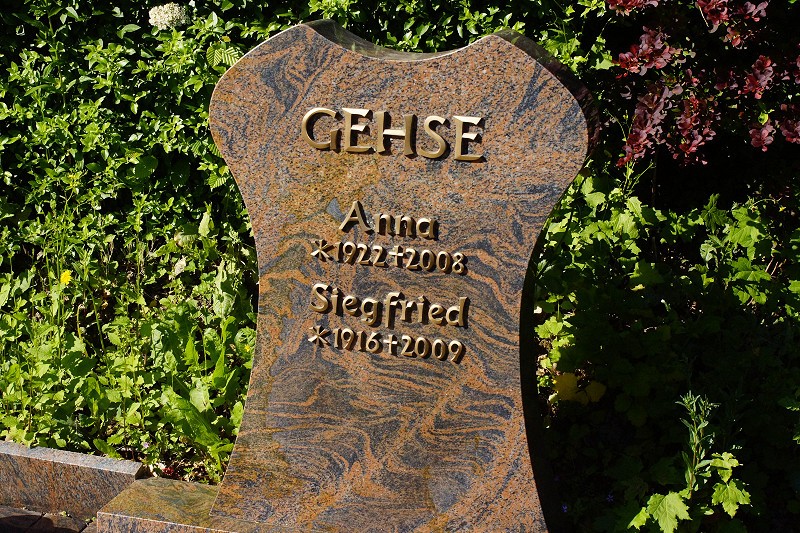 GEHSE
Anna
*1922✝2008
Siegfried
*1916✝2009